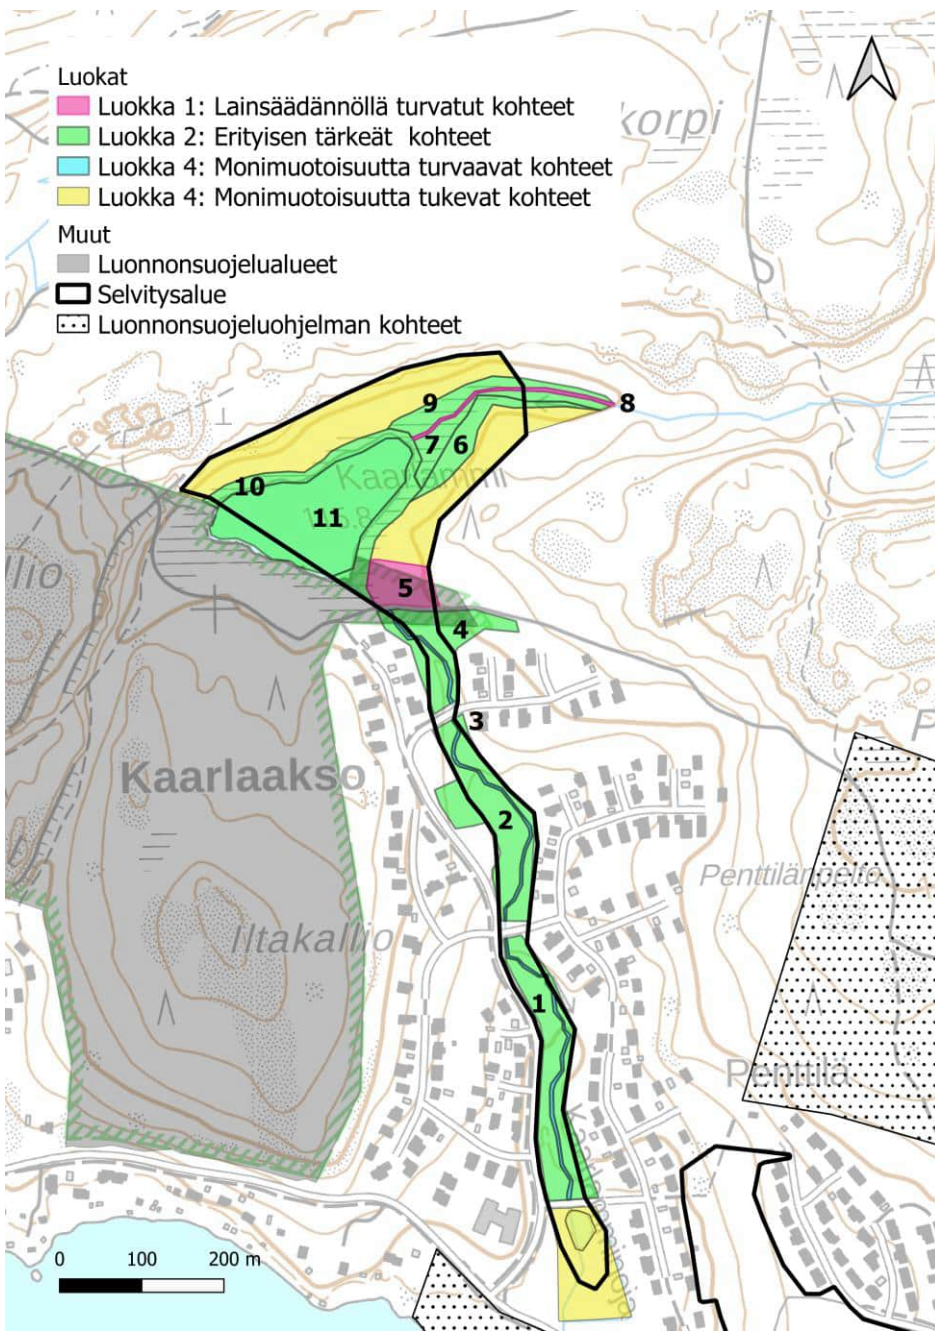 Luokat
Luokka 1: Lainsäädännöllä turvatut kohteet
Luokka 2: Erityisen tärkeät kohteet
Luokka 4: Monimuotoisuutta turvaavat kohteet
Luokka 4: Monimuotoisuutta tukevat kohteet
Muut
Luonnonsuojelualueet
Selvitysalue
Luonnonsuojeluohjelman kohteet
korpi
9
8
7
6
Kaarlammi
10
11
llio
5
4
3
Kaarlaakso
2
Penttilänpelto
Iltakallio
1
Penttilä
0 100 200 m